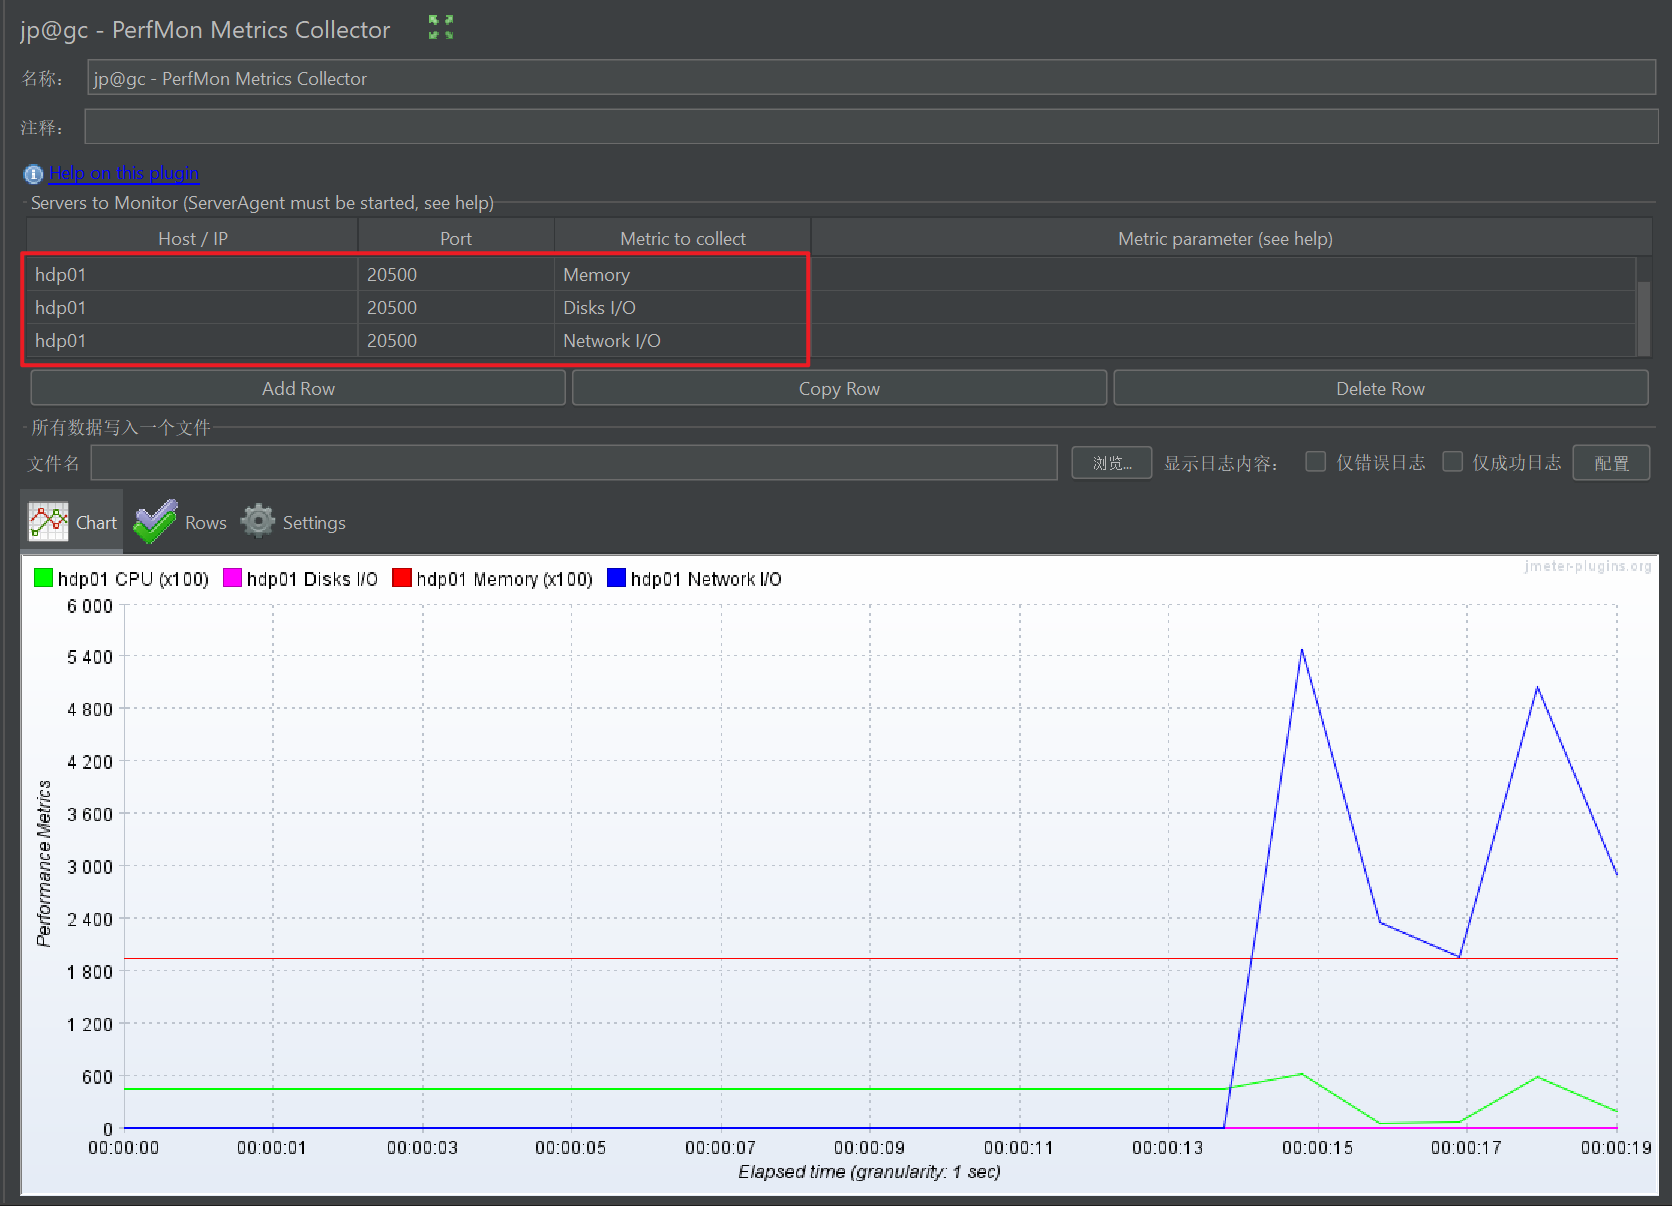 jp@gc - PerfMon Metrics Collector
名称： jp@gc - PerfMon Metrics Collector
注释：
Help on this plugin
Servers to Monitor (ServerAgent must be started, see help)
Host / IP Port Metric to collect Metric parameter (see help)
hdp01 20500 Memory
hdp01 20500 Disks I/O
hdp01 20500 Network I/O
Add Row Copy Row Delete Row
所有数据写入一个文件
文件名 浏览... 显示日志内容： 仅错误日志 仅成功日志 配置
Chart Rows Settings
jmeter-plugins.org
hdp01 CPU (x100) hdp01 Disks I/O hdp01 Memory (x100) hdp01 Network I/O
6 000
5 400
4 800
4 200
3 600
3 000
2 400
1 800
1 200
600
0
Performance Metrics
00:00:00 00:00:01 00:00:03 00:00:05 00:00:07 00:00:09 00:00:11 00:00:13 00:00:15 00:00:17 00:00:19
Elapsed time (granularity: 1 sec)